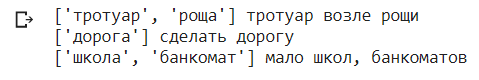 ['тротуар', 'роща'] тротуар возле рощи
['дорога'] сделать дорогу
['школа', 'банкомат'] мало школ, банкоматов